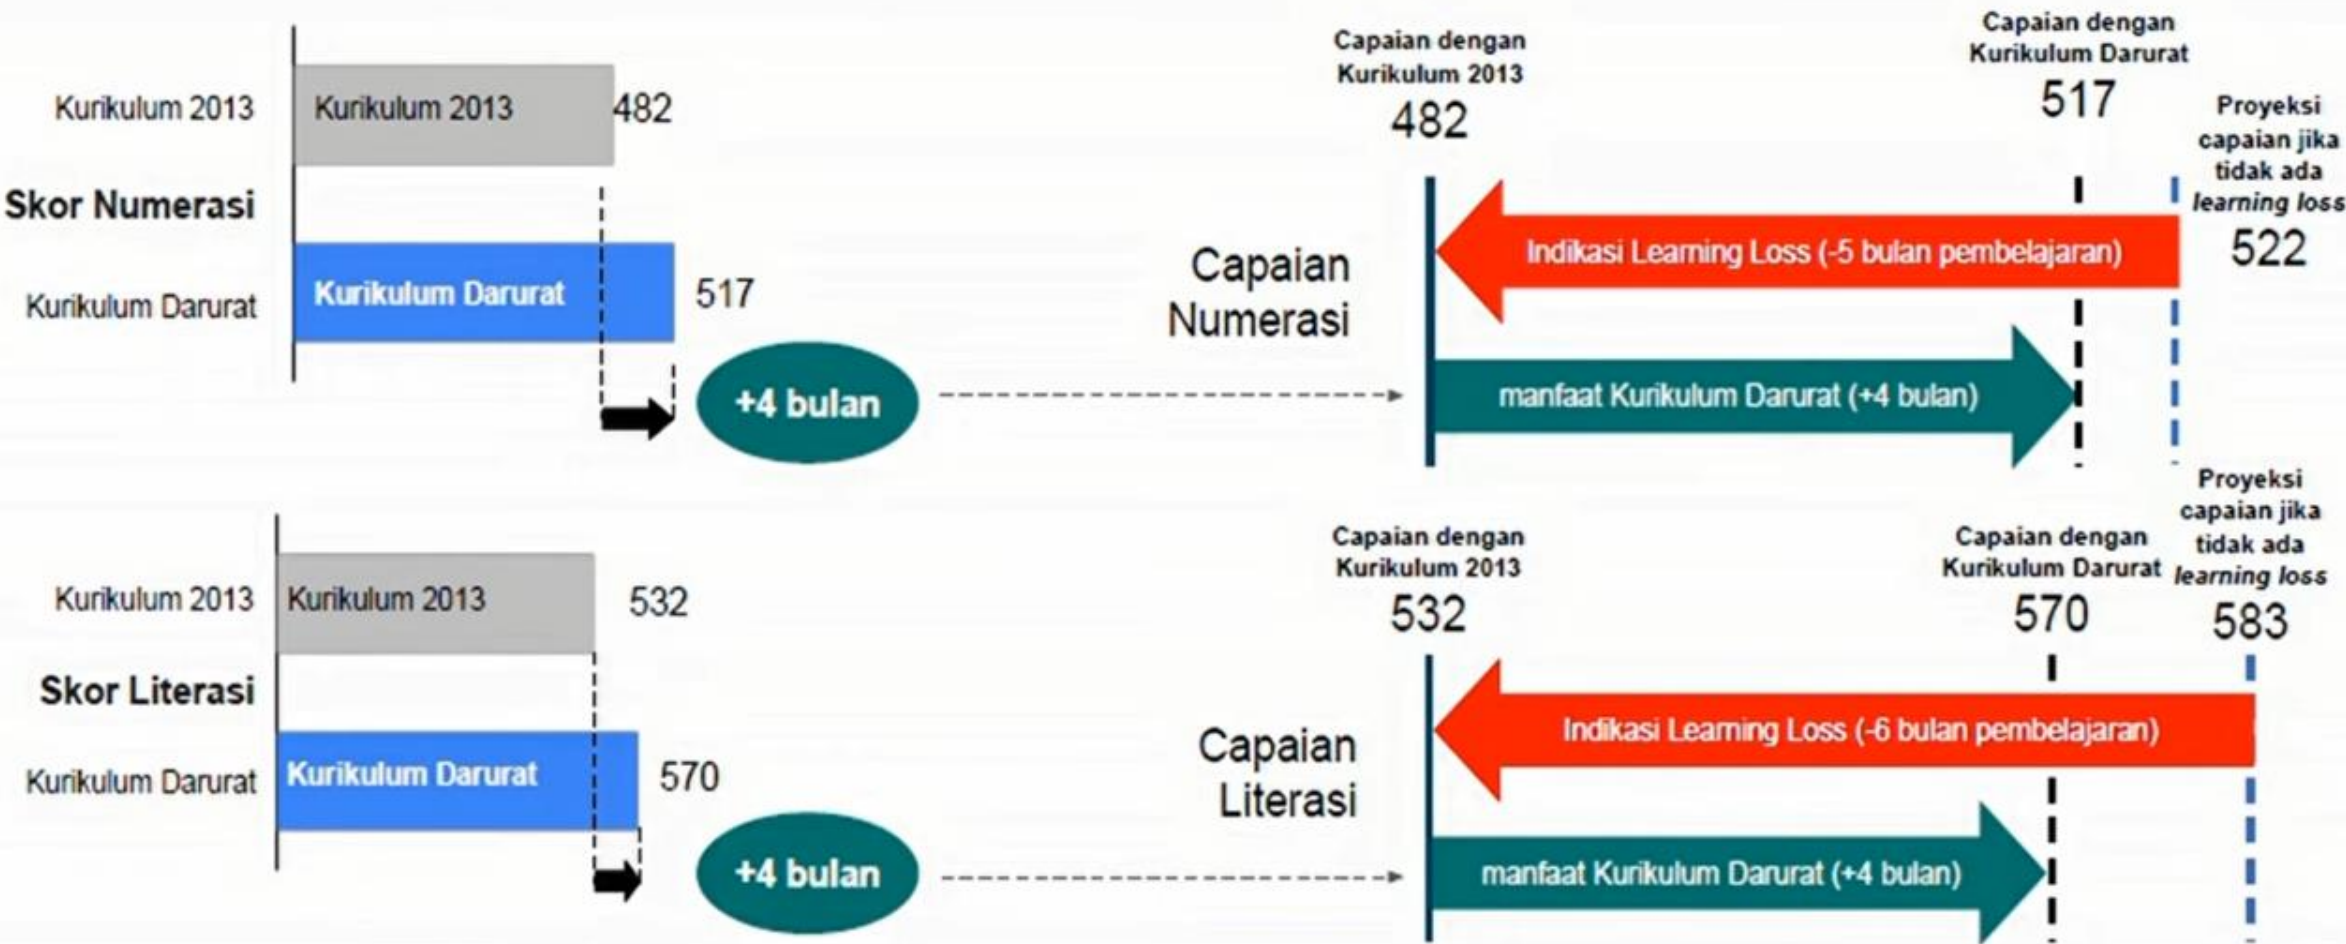 Kurikulum 2013
Kurikulum 2013
482
Skor Numerasi
Kurikulum Darurat
Kurikulum Darurat
517
+4 bulan
Capaian dengan
Kurikulum 2013
482
Capaian dengan
Kurikulum Darurat
517
Proyeksi
capaian jika
tidak ada
learning loss
522
Capaian
Numerasi
Indikasi Learning Loss (-5 bulan pembelajaran)
manfaat Kurikulum Darurat (+4 bulan)
Kurikulum 2013
Kurikulum 2013
532
Skor Literasi
Kurikulum Darurat
Kurikulum Darurat
570
+4 bulan
Capaian dengan
Kurikulum 2013
532
Capaian dengan
Kurikulum Darurat
570
Proyeksi
capaian jika
tidak ada
learning loss
583
Capaian
Literasi
Indikasi Learning Loss (-6 bulan pembelajaran)
manfaat Kurikulum Darurat (+4 bulan)